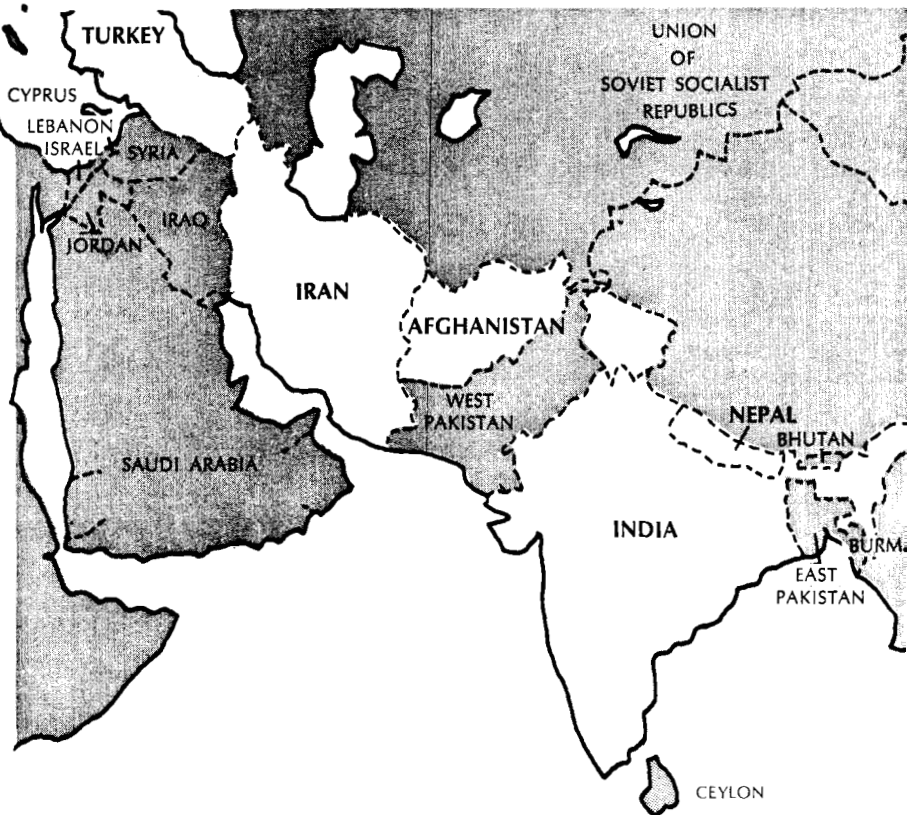 TURKEY
UNION
OF
SOVIET SOCIALIST
REPUBLICS
CYPRUS
LEBANON
ISRAEL
SYRIA
IRAQ
JORDAN
IRAN
AFGHANISTAN
WEST
PAKISTAN
NEPAL
BHUTAN
SAUDI ARABIA
INDIA
BURMA
EAST
PAKISTAN
CEYLON